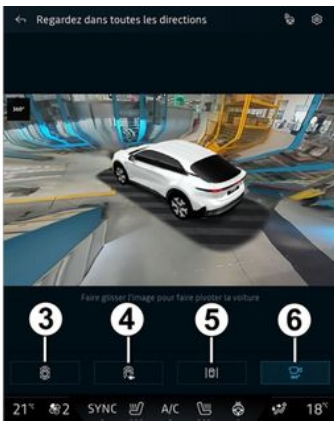 Regardez dans toutes les directions
360°
Faire glisser l'image pour faire pivoter la voiture
3 4 5 6
21° 2 SYNC A/C 18°